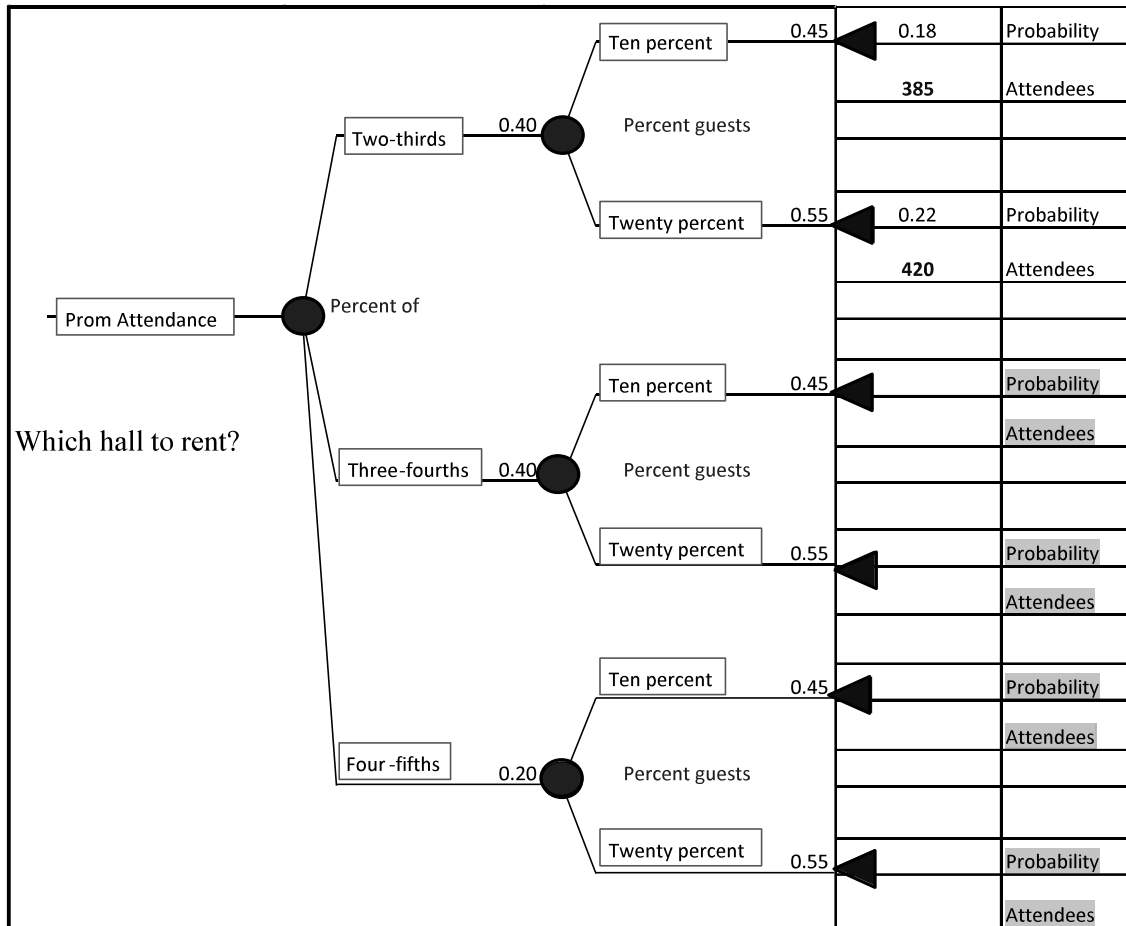 Ten percent 0.45 0.18 Probability
385 Attendees
Two-thirds 0.40 Percent guests
Twenty percent 0.55 0.22 Probability
420 Attendees
Prom Attendance Percent of
Ten percent 0.45 Probability
Attendees
Which hall to rent?
Three-fourths 0.40 Percent guests
Twenty percent 0.55 Probability
Attendees
Ten percent 0.45 Probability
Attendees
Four-fifths 0.20 Percent guests
Twenty percent 0.55 Probability
Attendees